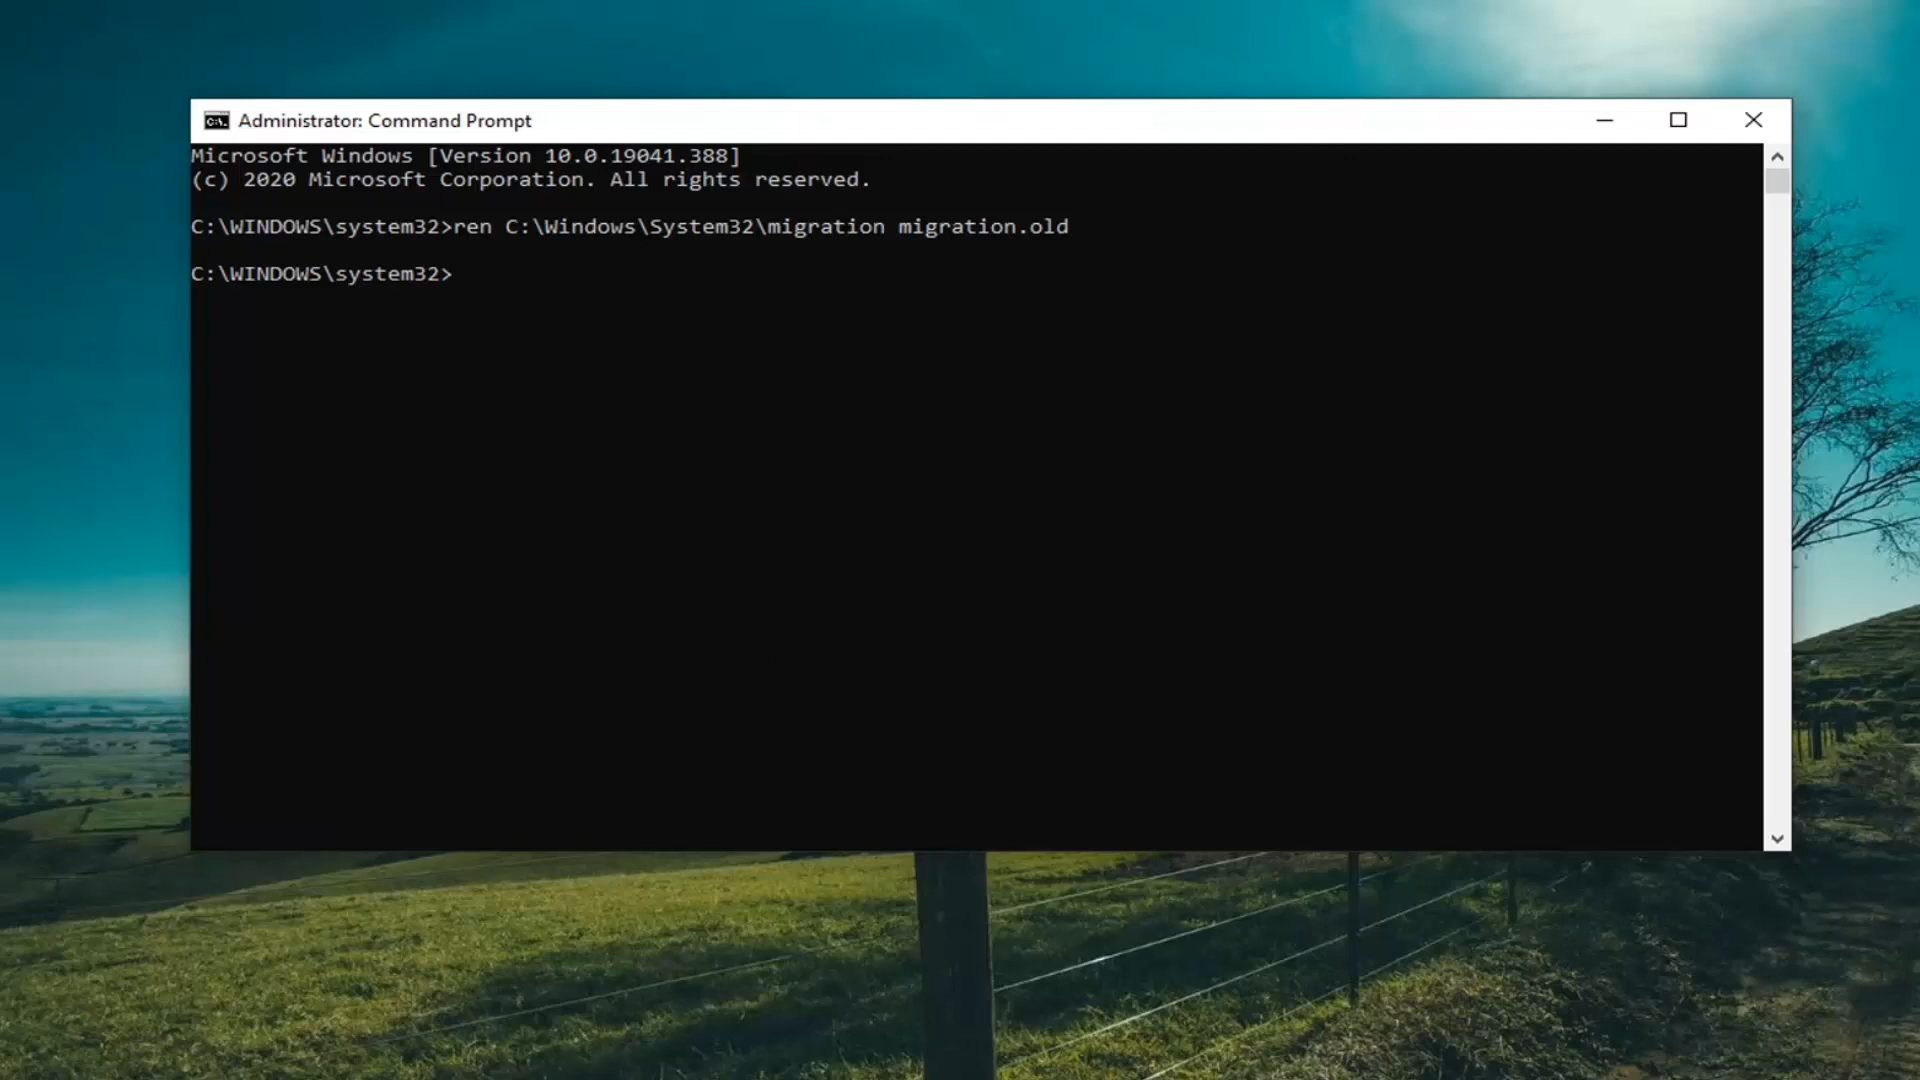 Administrator: Command Prompt
Microsoft Windows [Version 10.0.19041.388]
(c) 2020 Microsoft Corporation. All rights reserved.
C:\WINDOWS\system32>ren C:\Windows\System32\migration migration.old
C:\WINDOWS\system32>